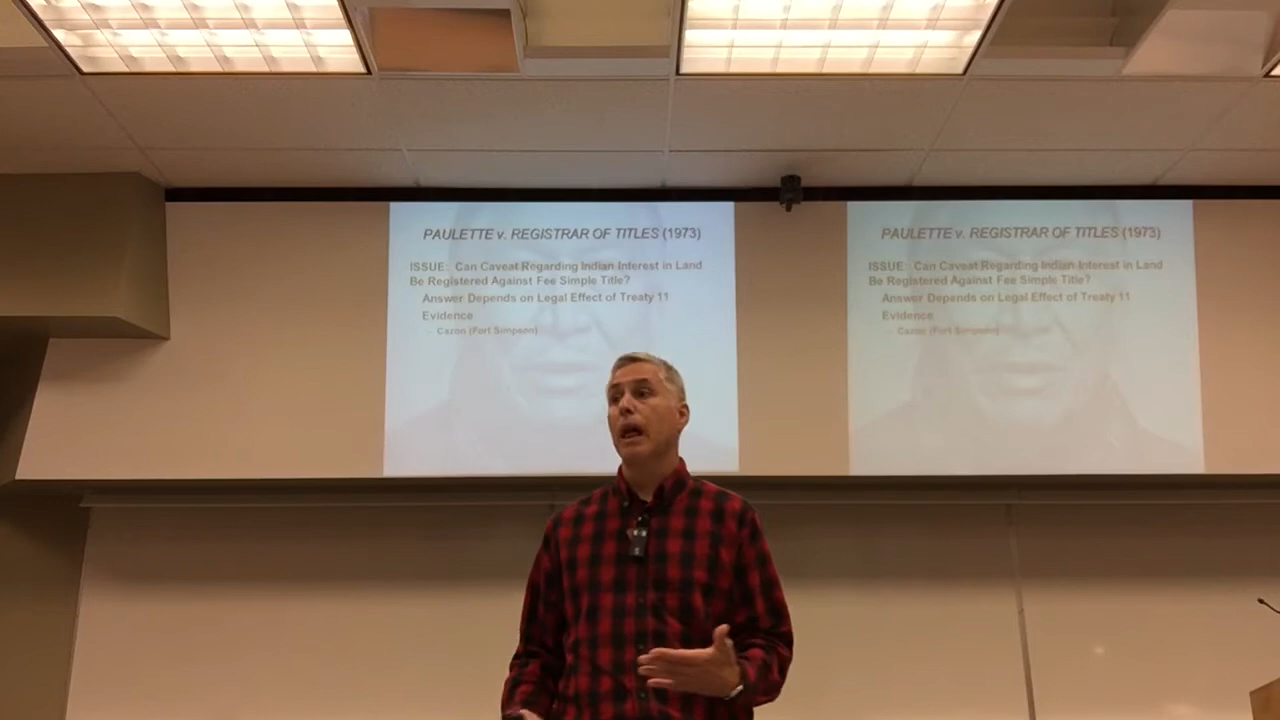 PAULETTE v. REGISTRAR OF TITLES (1973)
ISSUE: Can Caveat Regarding Indian Interest in Land
Be Registered Against Fee Simple Title?
Answer Depends on Legal Effect of Treaty 11
Evidence
– Cazon (Fort Simpson)
PAULETTE v. REGISTRAR OF TITLES (1973)
ISSUE: Can Caveat Regarding Indian Interest in Land
Be Registered Against Fee Simple Title?
Answer Depends on Legal Effect of Treaty 11
Evidence
– Cazon (Fort Simpson)